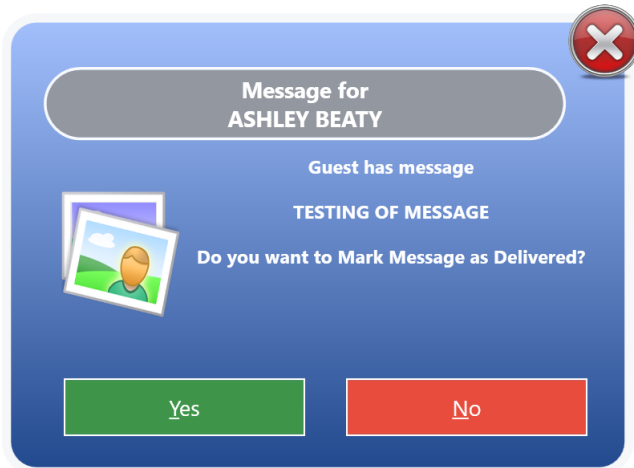 Message for
ASHLEY BEATY
Guest has message
TESTING OF MESSAGE
Do you want to Mark Message as Delivered?
Yes
No